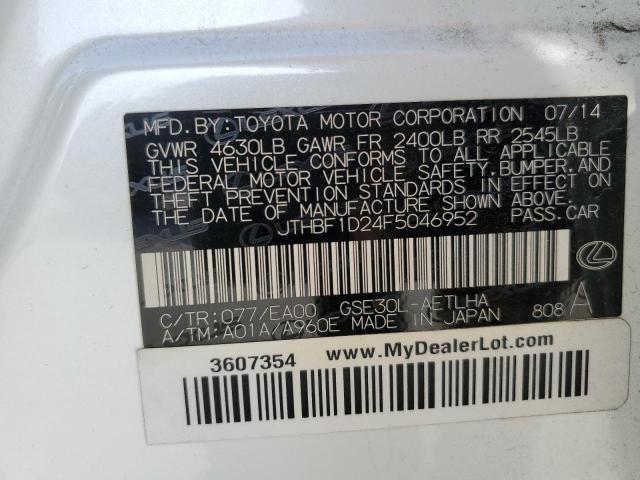 MFD. BY: TOYOTA MOTOR CORPORATION 07/14
GVWR 4630LB GAWR FR 2400LB RR 2545LB
THIS VEHICLE CONFORMS TO ALL APPLICABLE
FEDERAL MOTOR VEHICLE SAFETY, BUMPER, AND
THEFT PREVENTION STANDARDS IN EFFECT ON
THE DATE OF MANUFACTURE SHOWN ABOVE.
JTHBF1D24F5046952 PASS.CAR
C/TR: 077/EA00 GSE30L-AETLHA
A/TM: A01A/A960E MADE IN JAPAN 808 A
3607354 www.MyDealerLot.com